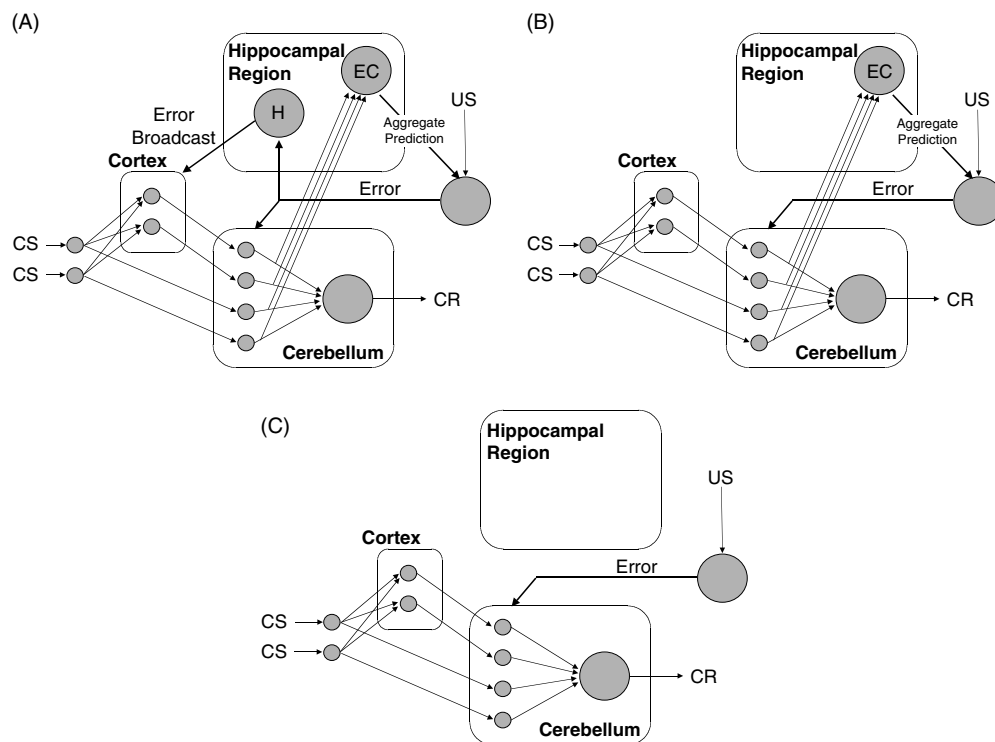 (A)
Hippocampal
Region
EC
H
US
Error
Broadcast
Aggregate
Prediction
Cortex
Error
CS
CS
CR
Cerebellum
(B)
Hippocampal
Region
EC
US
Aggregate
Prediction
Cortex
Error
CS
CS
CR
Cerebellum
(C)
Hippocampal
Region
US
Cortex
Error
CS
CS
CR
Cerebellum